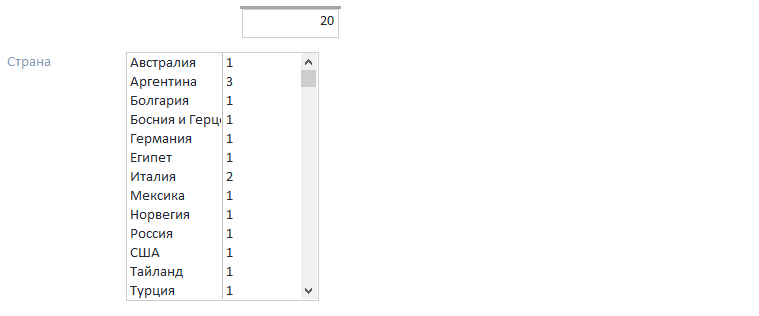 20
Страна
Австралия 1
Аргентина 3
Болгария 1
Босния и Герце 1
Германия 1
Египет 1
Италия 2
Мексика 1
Норвегия 1
Россия 1
США 1
Тайланд 1
Турция 1